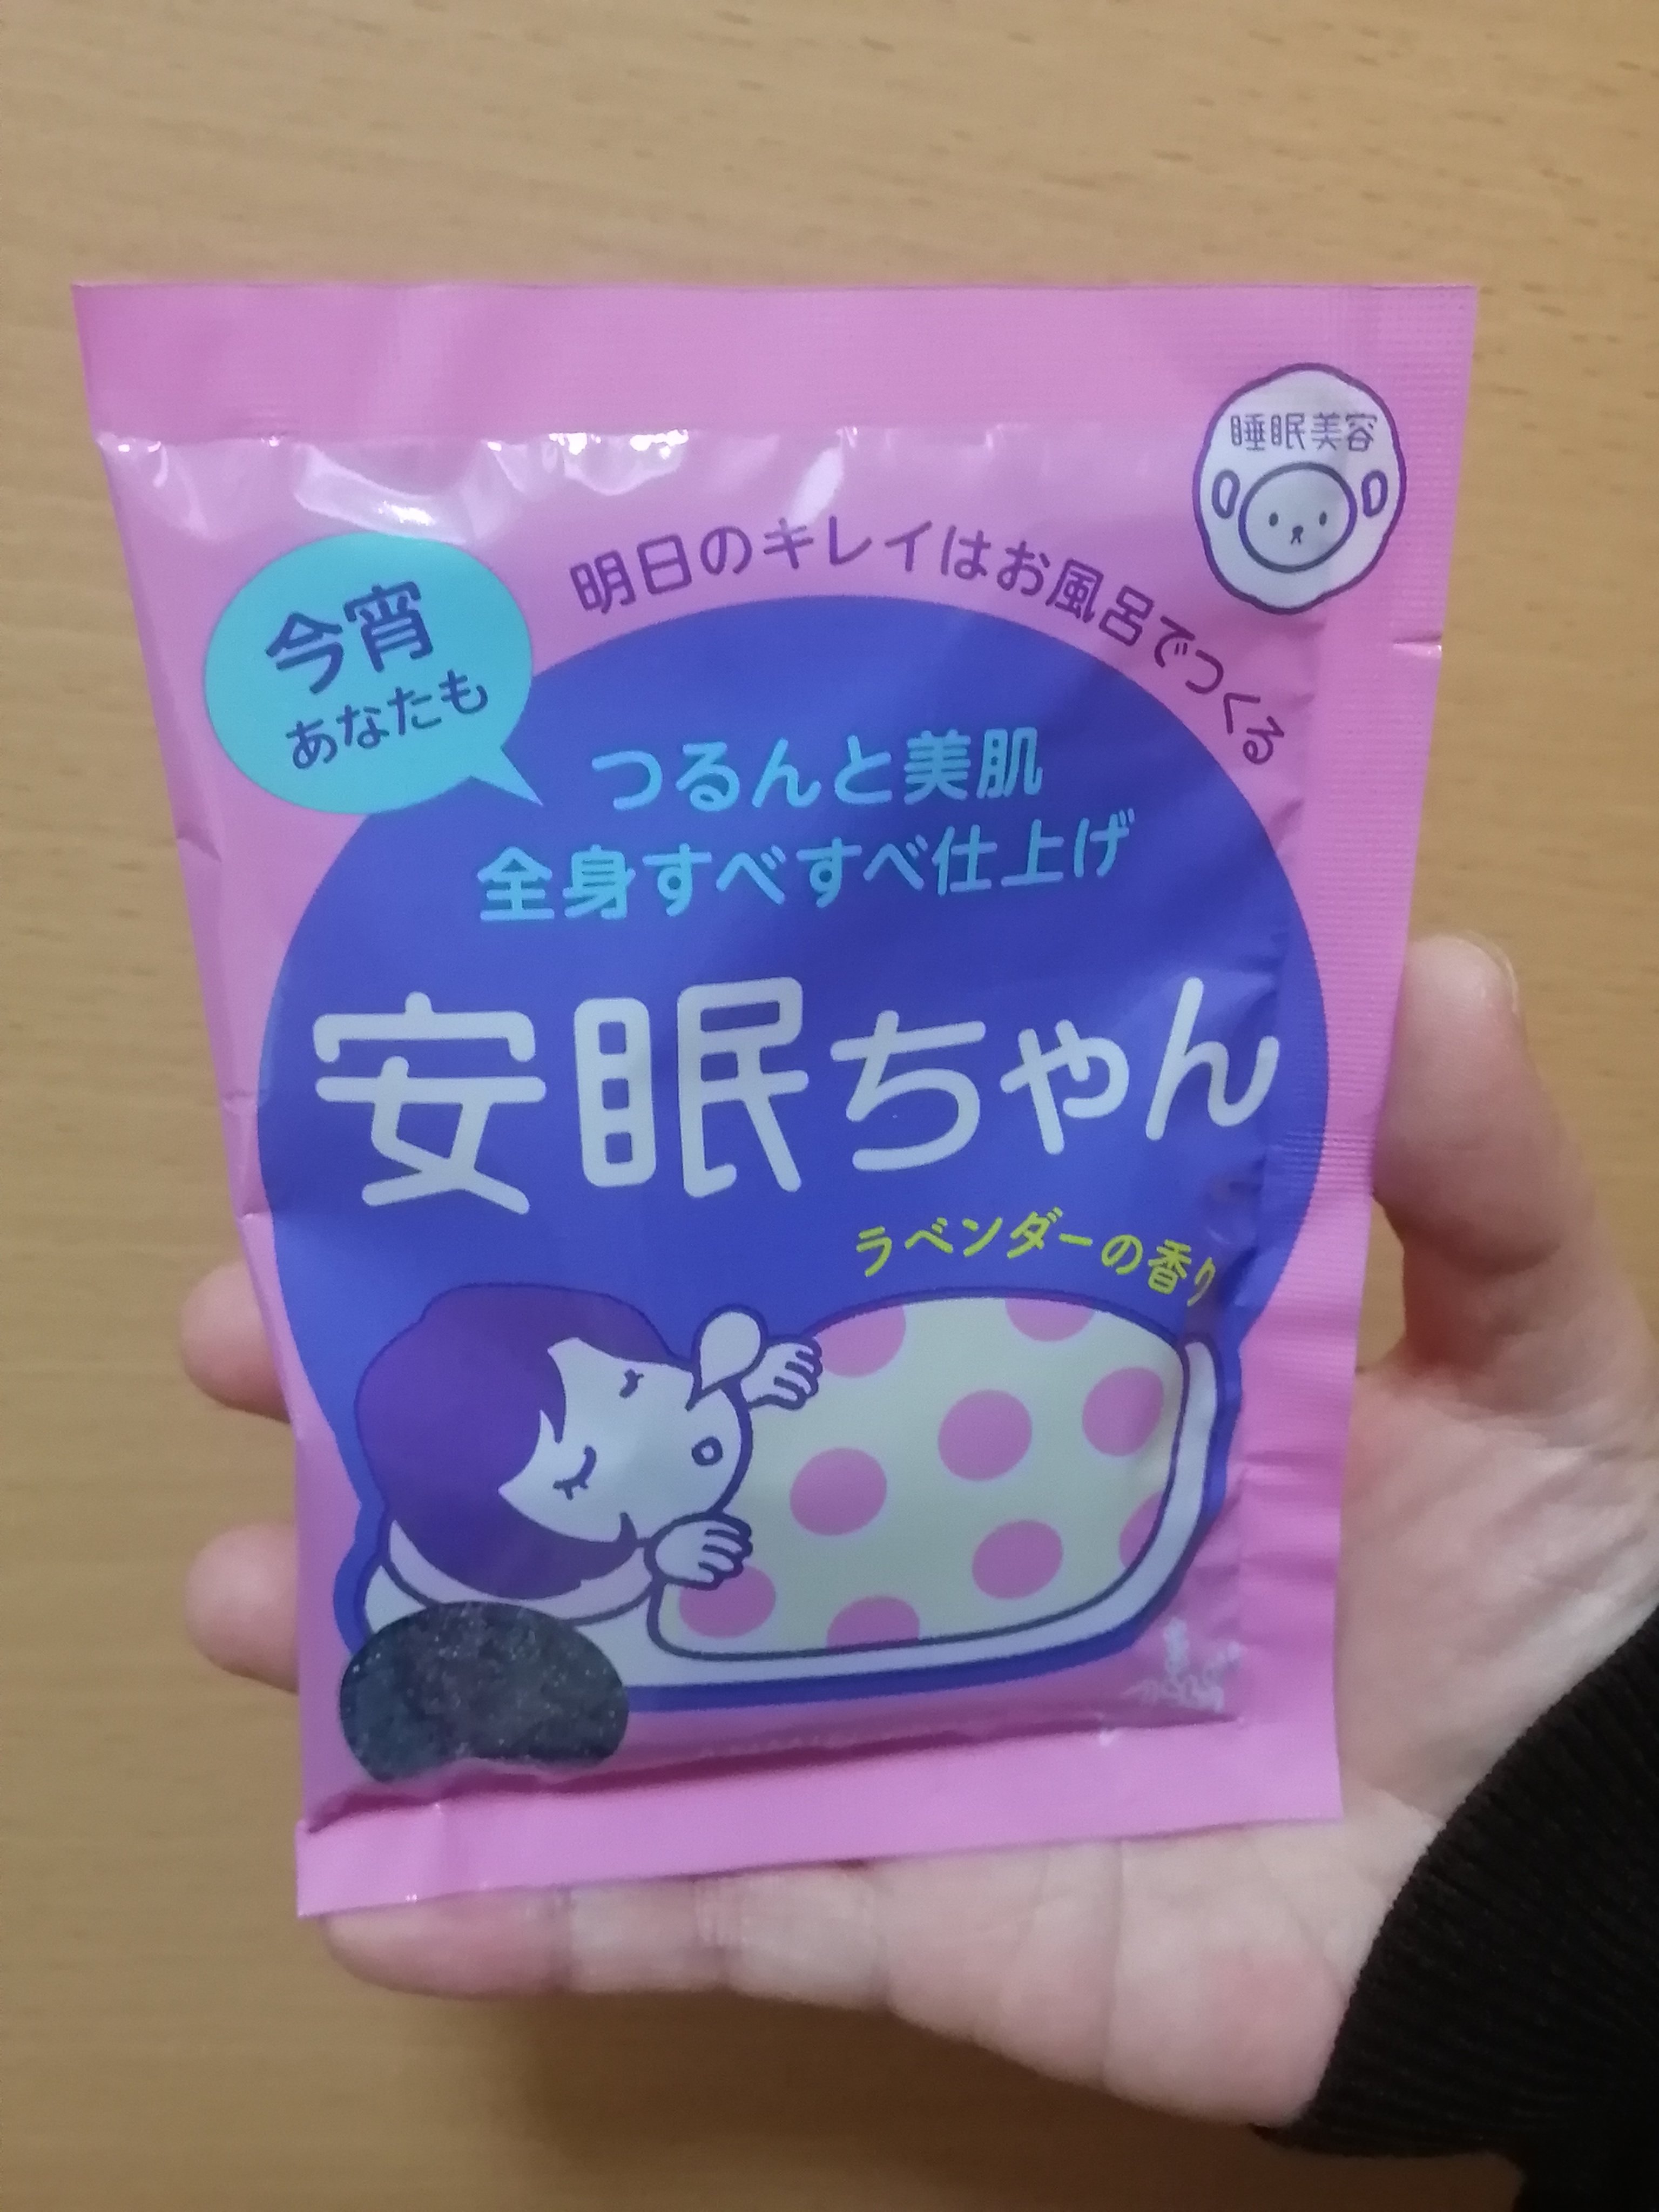 睡眠美容
明日のキレイはお風呂でつくる
今宵
あなたも
つるんと美肌
全身すべすべ仕上げ
安眠ちゃん
ラベンダーの香り